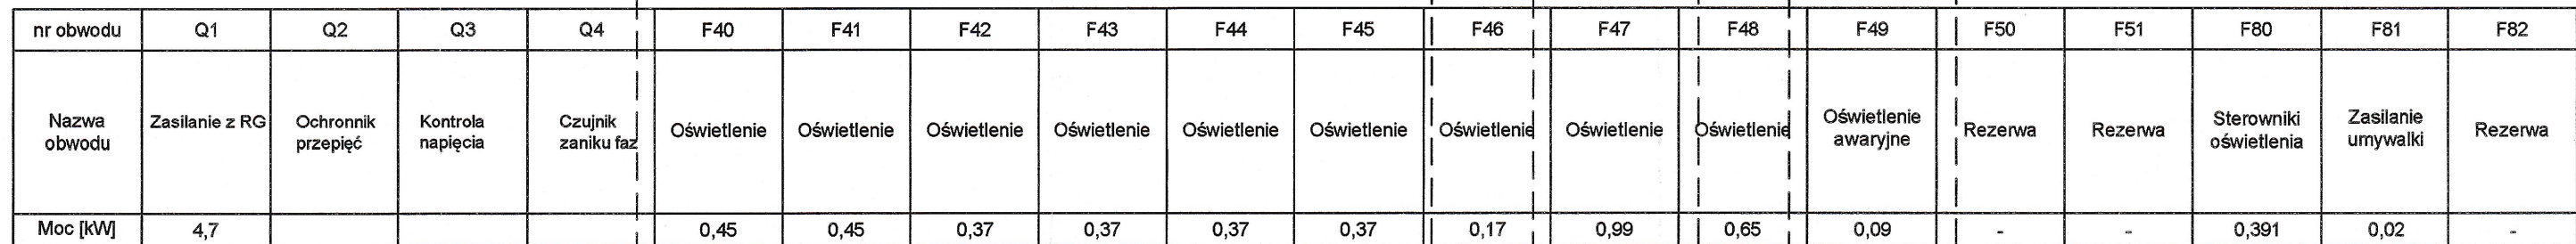 nr obwodu Q1 Q2 Q3 Q4 F40 F41 F42 F43 F44 F45 F46 F47 F48 F49 F50 F51 F80 F81 F82
Nazwa obwodu Zasilanie z RG Ochronnik przepięć Kontrola napięcia Czujnik zaniku faz Oświetlenie Oświetlenie Oświetlenie Oświetlenie Oświetlenie Oświetlenie Oświetlenie Oświetlenie Oświetlenie Oświetlenie awaryjne Rezerwa Rezerwa Sterowniki oświetlenia Zasilanie umywalki Rezerwa
Moc [kW] 4,7 0,45 0,45 0,37 0,37 0,37 0,37 0,17 0,99 0,65 0,09 - - 0,391 0,02 -